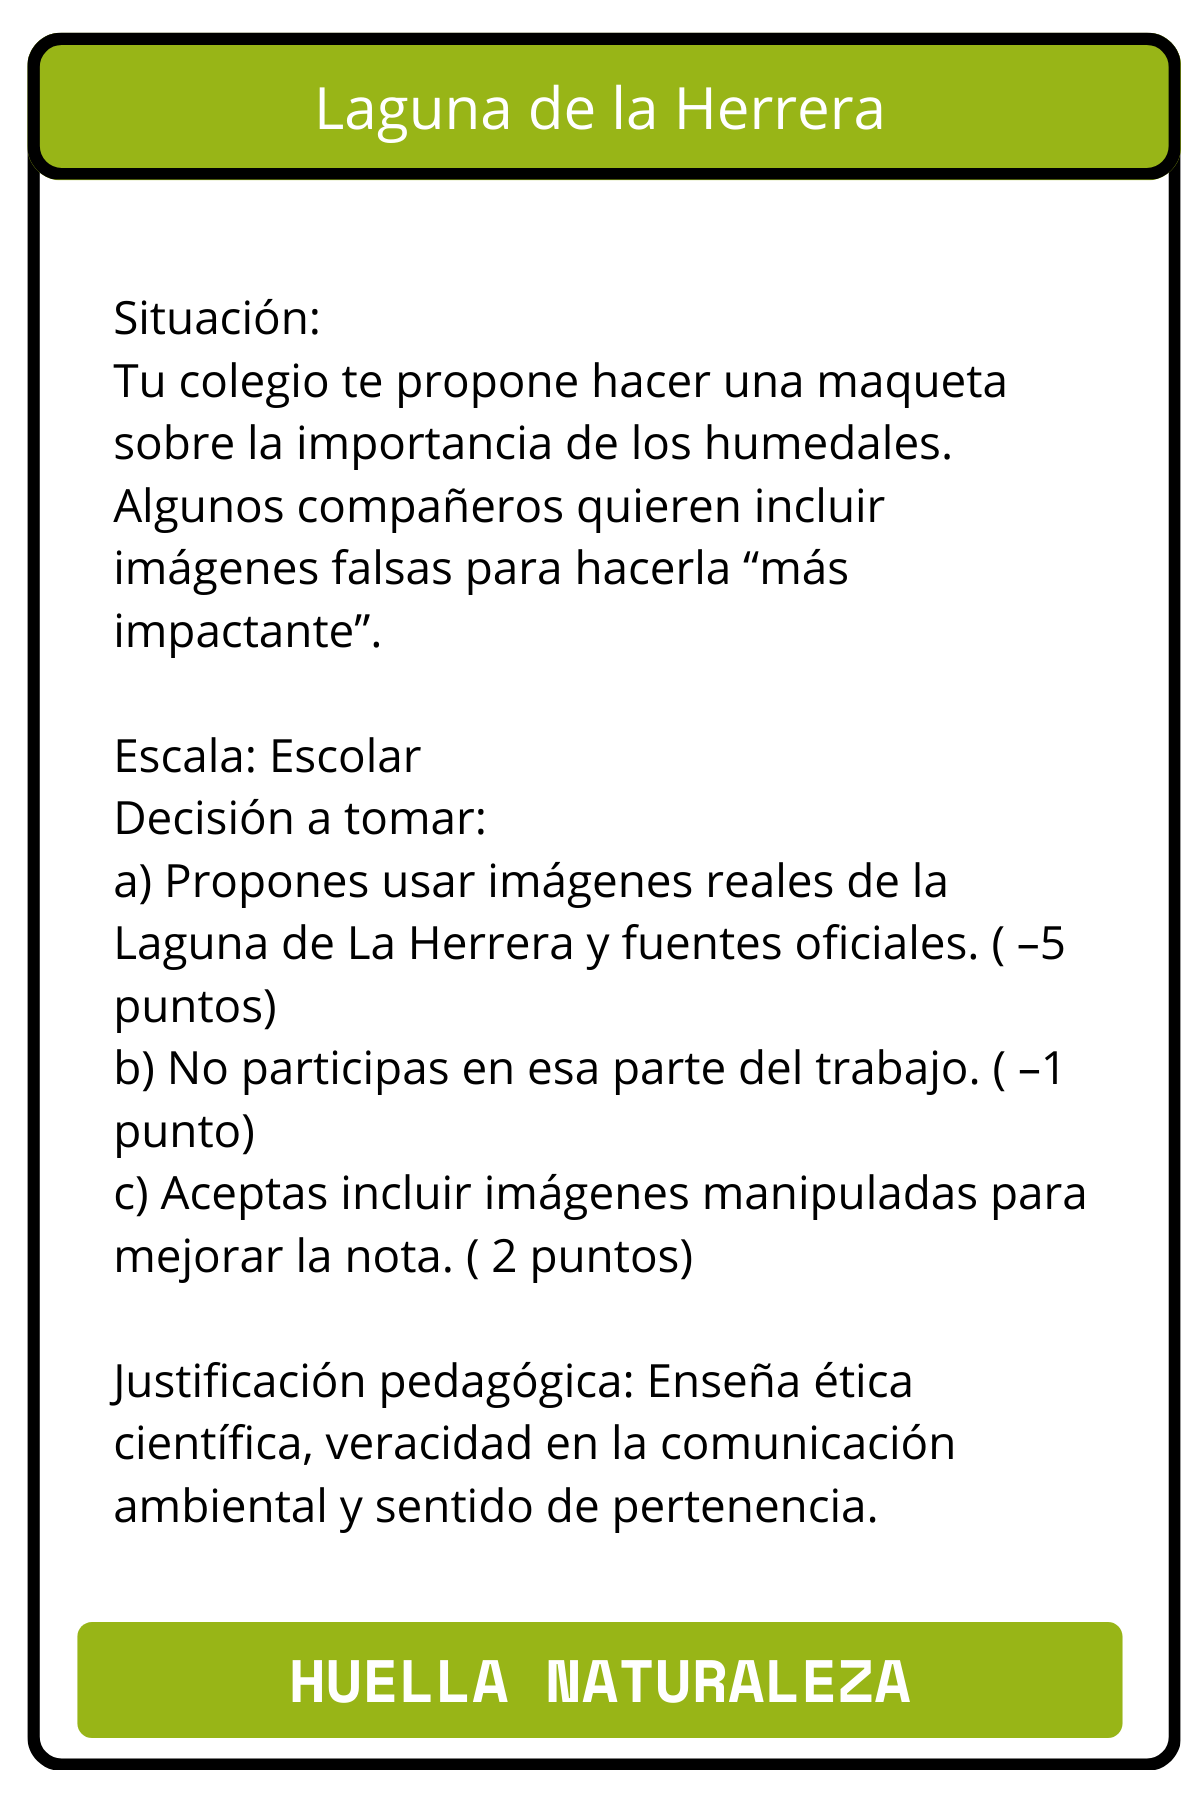 Laguna de la Herrera
Situación:
Tu colegio te propone hacer una maqueta
sobre la importancia de los humedales.
Algunos compañeros quieren incluir
imágenes falsas para hacerla “más
impactante”.
Escala: Escolar
Decisión a tomar:
a) Propones usar imágenes reales de la
Laguna de La Herrera y fuentes oficiales. ( –5
puntos)
b) No participas en esa parte del trabajo. ( –1
punto)
c) Aceptas incluir imágenes manipuladas para
mejorar la nota. ( 2 puntos)
Justificación pedagógica: Enseña ética
científica, veracidad en la comunicación
ambiental y sentido de pertenencia.
HUELLA NATURALEZA